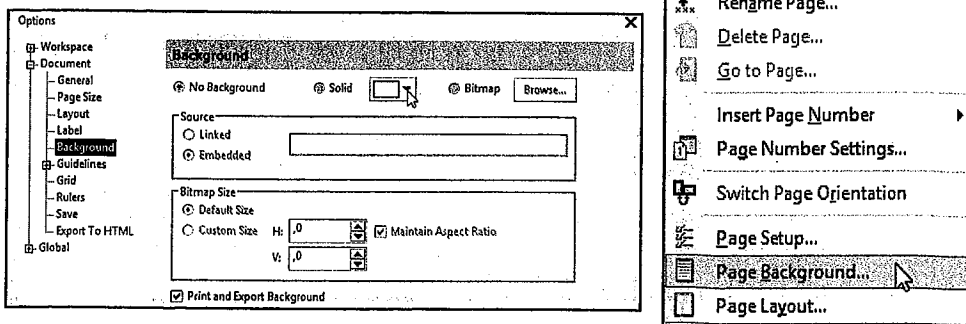 Options
Workspace
Document
General
Page Size
Layout
Label
Background
Guidelines
Grid
Rulers
Save
Export To HTML
Global
Background
No Background Solid Bitmap Browse...
Source
Linked
Embedded
Bitmap Size
Default Size
Custom Size H: ,0 Maintain Aspect Ratio
V: ,0
Print and Export Background
Rename Page...
Delete Page...
Go to Page...
Insert Page Number
Page Number Settings...
Switch Page Orientation
Page Setup...
Page Background...
Page Layout...